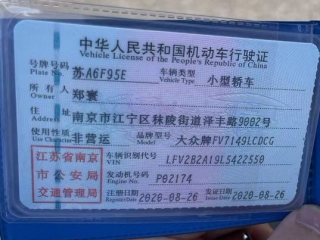 中华人民共和国机动车行驶证
Vehicle License of the People's Republic of China
号牌号码 Plate No. 苏A6F95E 车辆类型 Vehicle Type 小型轿车
所有人 Owner 郑寰
住址 Address 南京市江宁区秣陵街道泽丰路9002号
使用性质 Use Character 非营运 品牌型号 Model 大众牌FV7149LCDCG
江苏省南京市公安局交通管理局
车辆识别代号 VIN LFV2B2A19L5422550
发动机号码 Engine No. P02174
注册日期 Register Date 2020-08-26 发证日期 Issue Date 2020-08-26